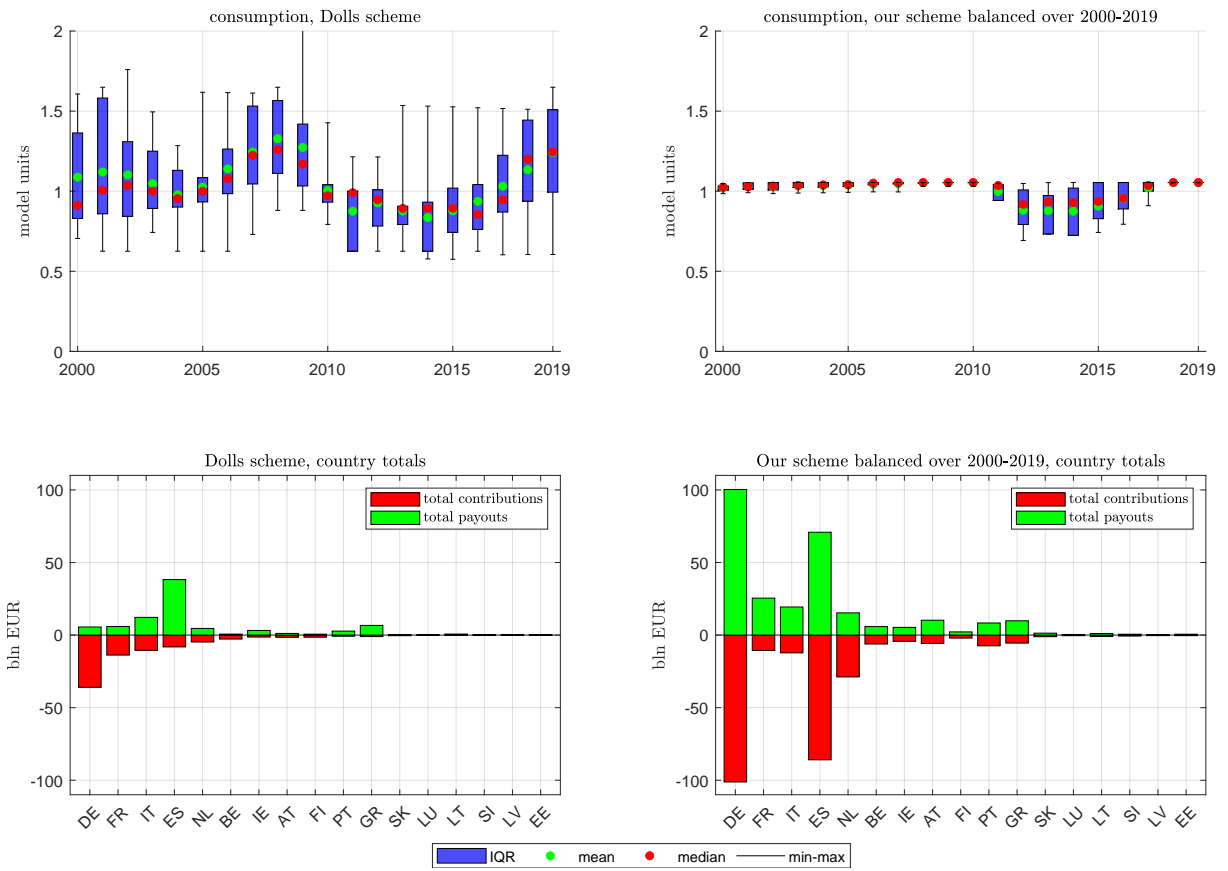 consumption, Dolls scheme
model units
2
1.5
1
0.5
0
2000 2005 2010 2015 2019
consumption, our scheme balanced over 2000-2019
model units
2
1.5
1
0.5
0
2000 2005 2010 2015 2019
Dolls scheme, country totals
bln EUR
100
50
0
-50
-100
total contributions
total payouts
DE FR IT ES NL BE IE AT FI PT GR SK LU LT SI LV EE
Our scheme balanced over 2000-2019, country totals
bln EUR
100
50
0
-50
-100
total contributions
total payouts
DE FR IT ES NL BE IE AT FI PT GR SK LU LT SI LV EE
IQR mean median min-max